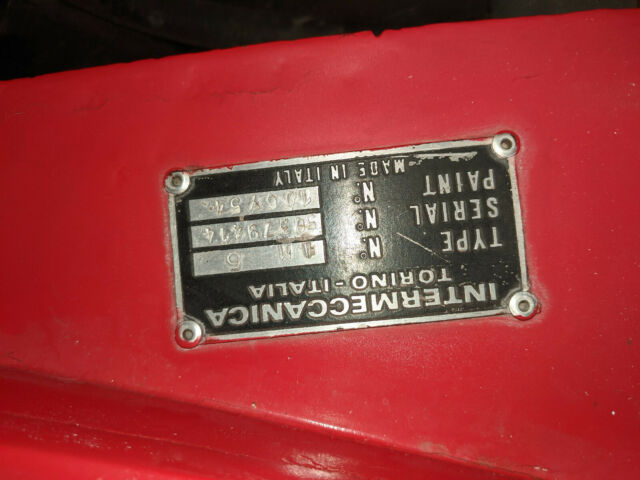 INTERMECCANICA
TORINO-ITALIA
TYPE N°
SERIAL N°
PAINT N°
MADE IN ITALY